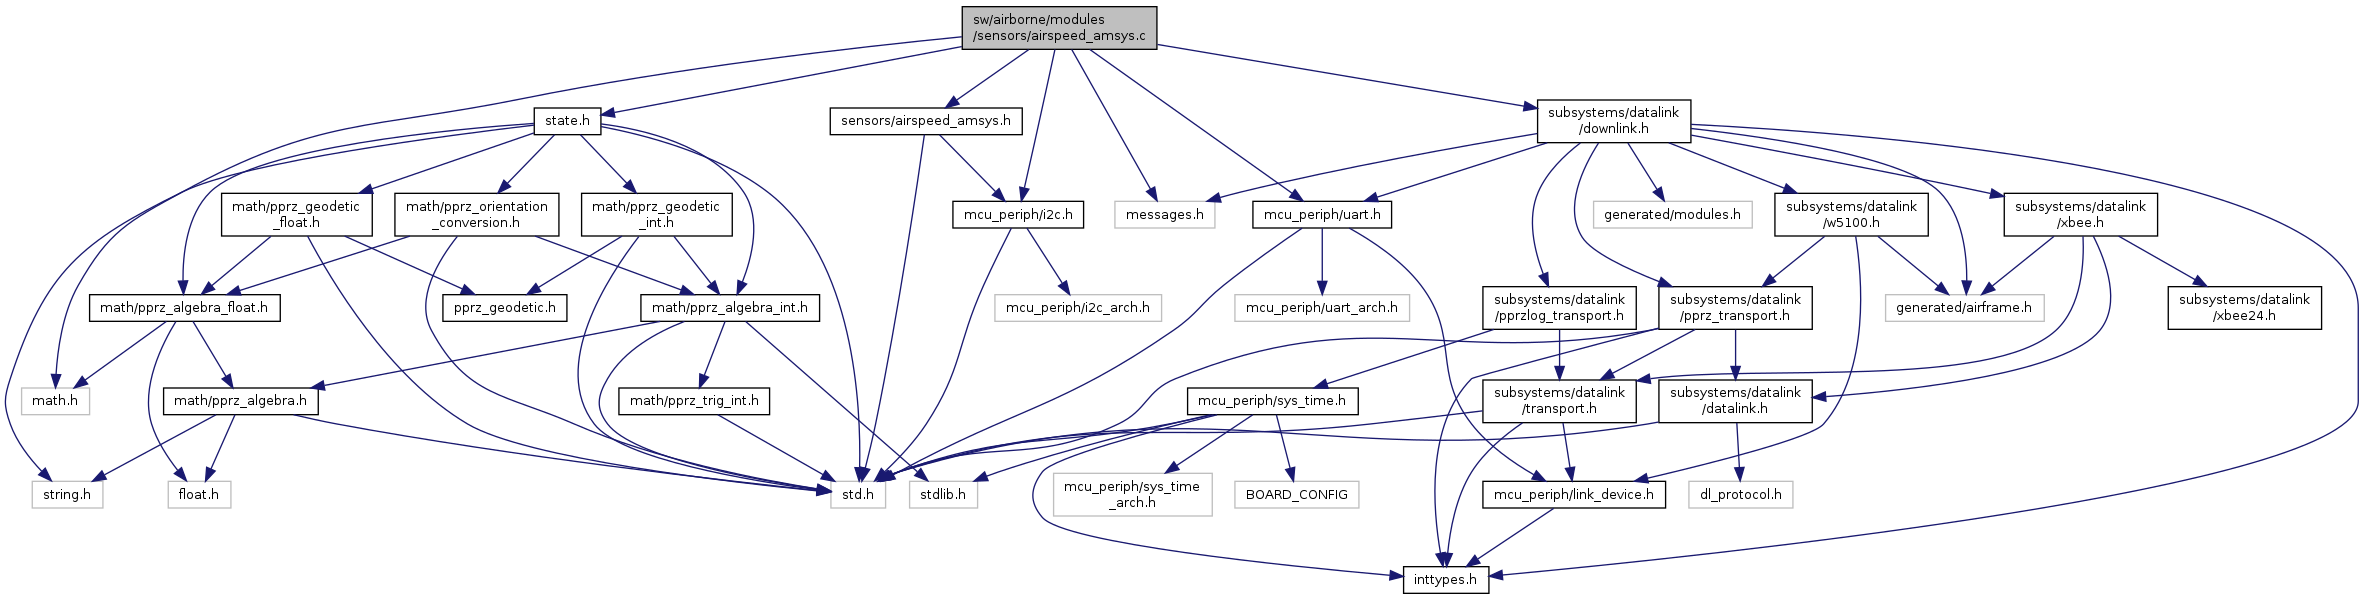 sw/airborne/modules
/sensors/airspeed_amsys.c
state.h
sensors/airspeed_amsys.h
subsystems/datalink
/downlink.h
math/pprz_geodetic
_float.h
math/pprz_orientation
_conversion.h
math/pprz_geodetic
_int.h
mcu_periph/i2c.h
messages.h
mcu_periph/uart.h
generated/modules.h
subsystems/datalink
/w5100.h
subsystems/datalink
/xbee.h
math/pprz_algebra_float.h
pprz_geodetic.h
math/pprz_algebra_int.h
mcu_periph/i2c_arch.h
mcu_periph/uart_arch.h
subsystems/datalink
/pprzlog_transport.h
subsystems/datalink
/pprz_transport.h
generated/airframe.h
subsystems/datalink
/xbee24.h
math.h
math/pprz_algebra.h
math/pprz_trig_int.h
mcu_periph/sys_time.h
subsystems/datalink
/transport.h
subsystems/datalink
/datalink.h
string.h
float.h
std.h
stdlib.h
mcu_periph/sys_time
_arch.h
BOARD_CONFIG
mcu_periph/link_device.h
dl_protocol.h
inttypes.h